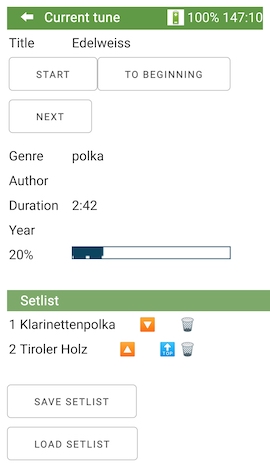 Current tune 100% 147:10
Title Edelweiss
START TO BEGINNING
NEXT
Genre polka
Author
Duration 2:42
Year
20%
Setlist
1 Klarinettenpolka
2 Tiroler Holz TOP
SAVE SETLIST
LOAD SETLIST